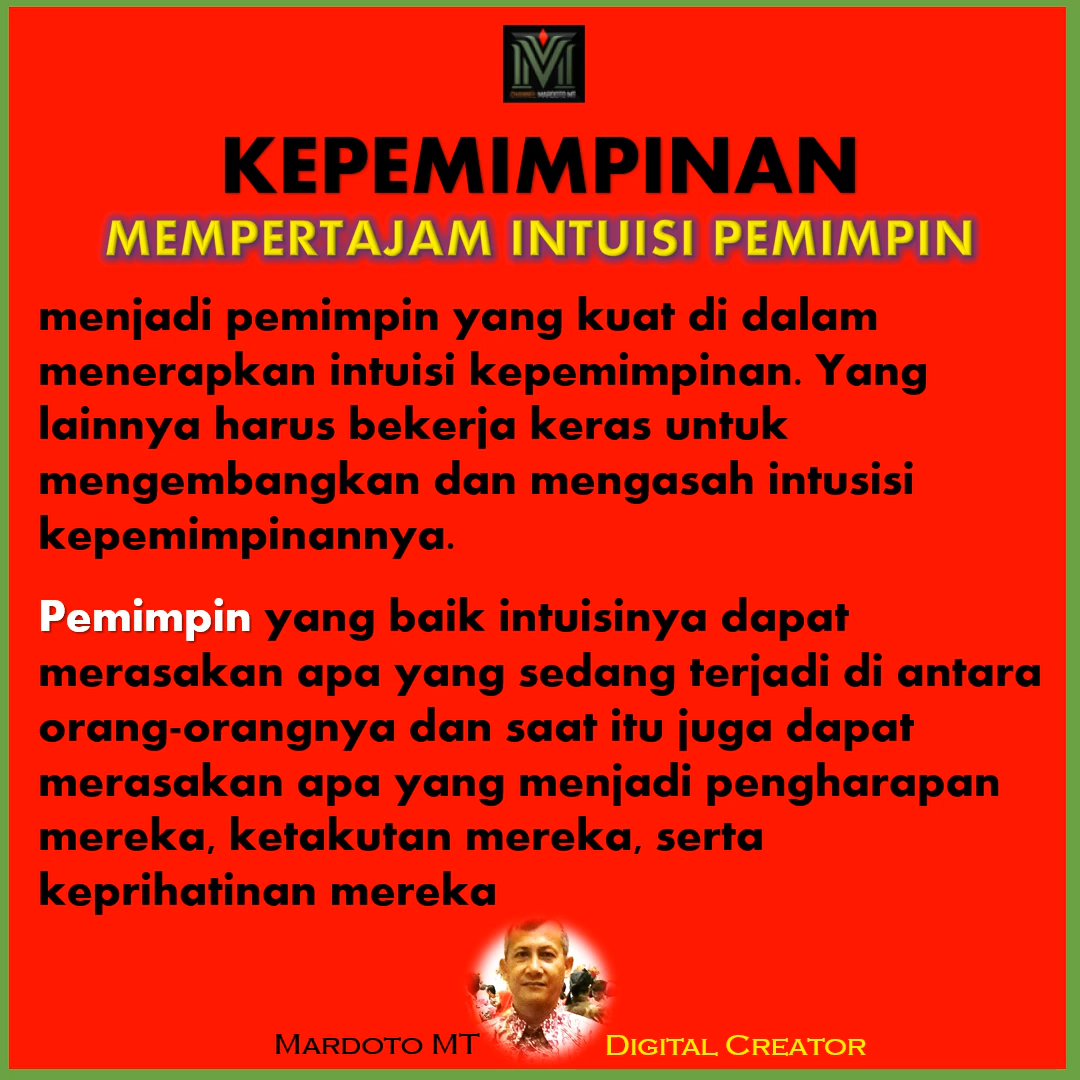 CHANNEL MARDOTO MT
KEPEMIMPINAN
MEMPERTAJAM INTUISI PEMIMPIN
menjadi pemimpin yang kuat di dalam
menerapkan intuisi kepemimpinan. Yang
lainnya harus bekerja keras untuk
mengembangkan dan mengasah intusisi
kepemimpinannya.
Pemimpin yang baik intuisinya dapat
merasakan apa yang sedang terjadi di antara
orang-orangnya dan saat itu juga dapat
merasakan apa yang menjadi pengharapan
mereka, ketakutan mereka, serta
keprihatinan mereka
MARDOTO MT DIGITAL CREATOR